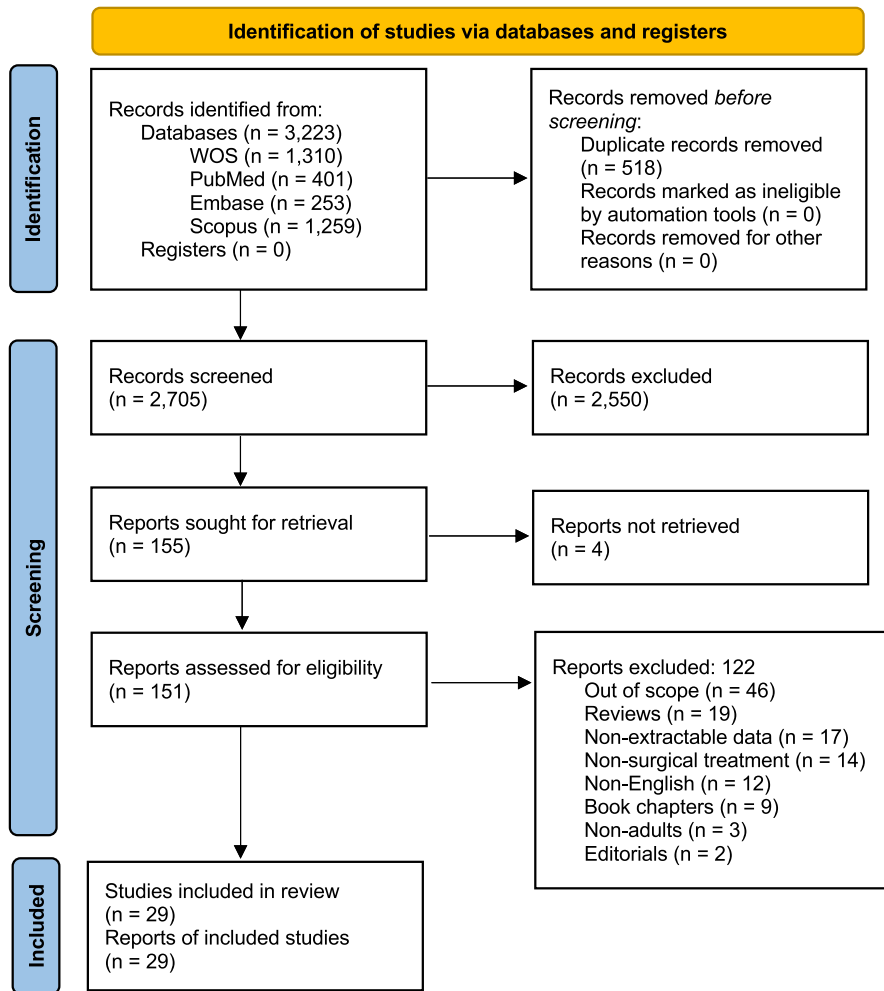 Identification of studies via databases and registers
Identification
Records identified from:
Databases (n = 3,223)
WOS (n = 1,310)
PubMed (n = 401)
Embase (n = 253)
Scopus (n = 1,259)
Registers (n = 0)
Records removed before
screening:
Duplicate records removed
(n = 518)
Records marked as ineligible
by automation tools (n = 0)
Records removed for other
reasons (n = 0)
Screening
Records screened
(n = 2,705)
Records excluded
(n = 2,550)
Reports sought for retrieval
(n = 155)
Reports not retrieved
(n = 4)
Reports assessed for eligibility
(n = 151)
Reports excluded: 122
Out of scope (n = 46)
Reviews (n = 19)
Non-extractable data (n = 17)
Non-surgical treatment (n = 14)
Non-English (n = 12)
Book chapters (n = 9)
Non-adults (n = 3)
Editorials (n = 2)
Included
Studies included in review
(n = 29)
Reports of included studies
(n = 29)